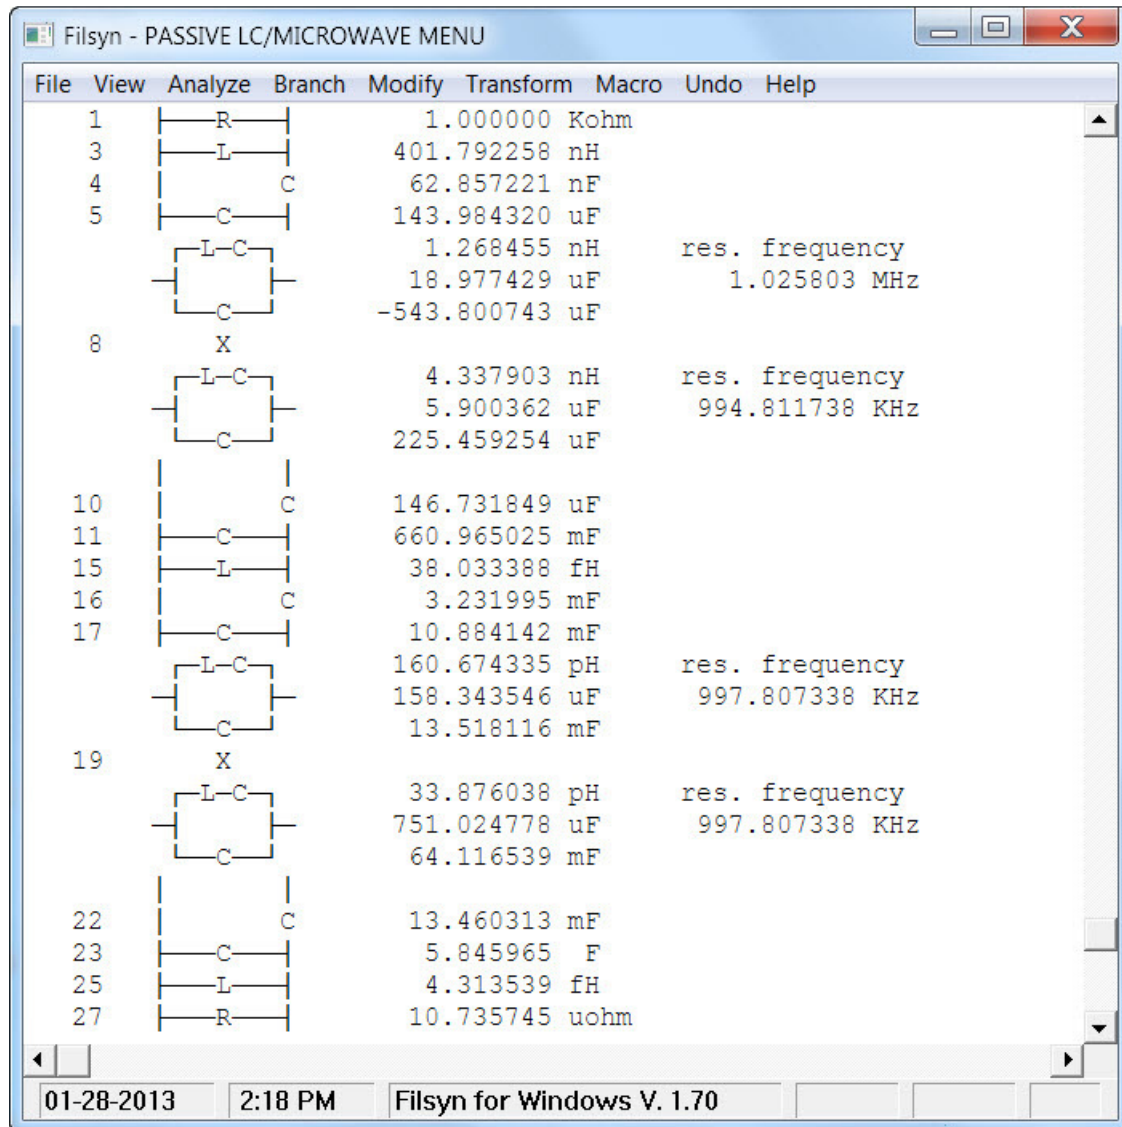 Filsyn - PASSIVE LC/MICROWAVE MENU
File View Analyze Branch Modify Transform Macro Undo Help
1 R 1.000000 Kohm
3 L 401.792258 nH
4 C 62.857221 nF
5 C 143.984320 uF
L C 1.268455 nH res. frequency
18.977429 uF 1.025803 MHz
C -543.800743 uF
8 X
L C 4.337903 nH res. frequency
5.900362 uF 994.811738 KHz
C 225.459254 uF
10 C 146.731849 uF
11 C 660.965025 mF
15 L 38.033388 fH
16 C 3.231995 mF
17 C 10.884142 mF
L C 160.674335 pH res. frequency
158.343546 uF 997.807338 KHz
C 13.518116 mF
19 X
L C 33.876038 pH res. frequency
751.024778 uF 997.807338 KHz
C 64.116539 mF
22 C 13.460313 mF
23 C 5.845965 F
25 L 4.313539 fH
27 R 10.735745 uohm
01-28-2013 2:18 PM Filsyn for Windows V. 1.70